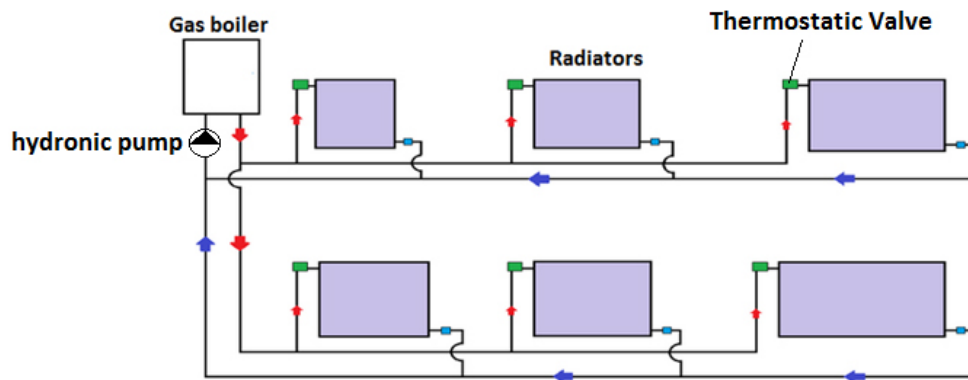 Gas boiler
Thermostatic Valve
Radiators
hydronic pump